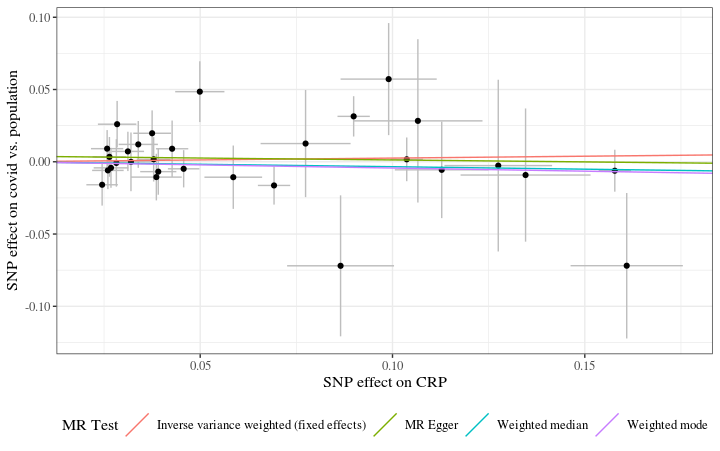 0.10
0.05
0.00
-0.05
-0.10
SNP effect on covid vs. population
0.05 0.10 0.15
SNP effect on CRP
MR Test Inverse variance weighted (fixed effects) MR Egger Weighted median Weighted mode